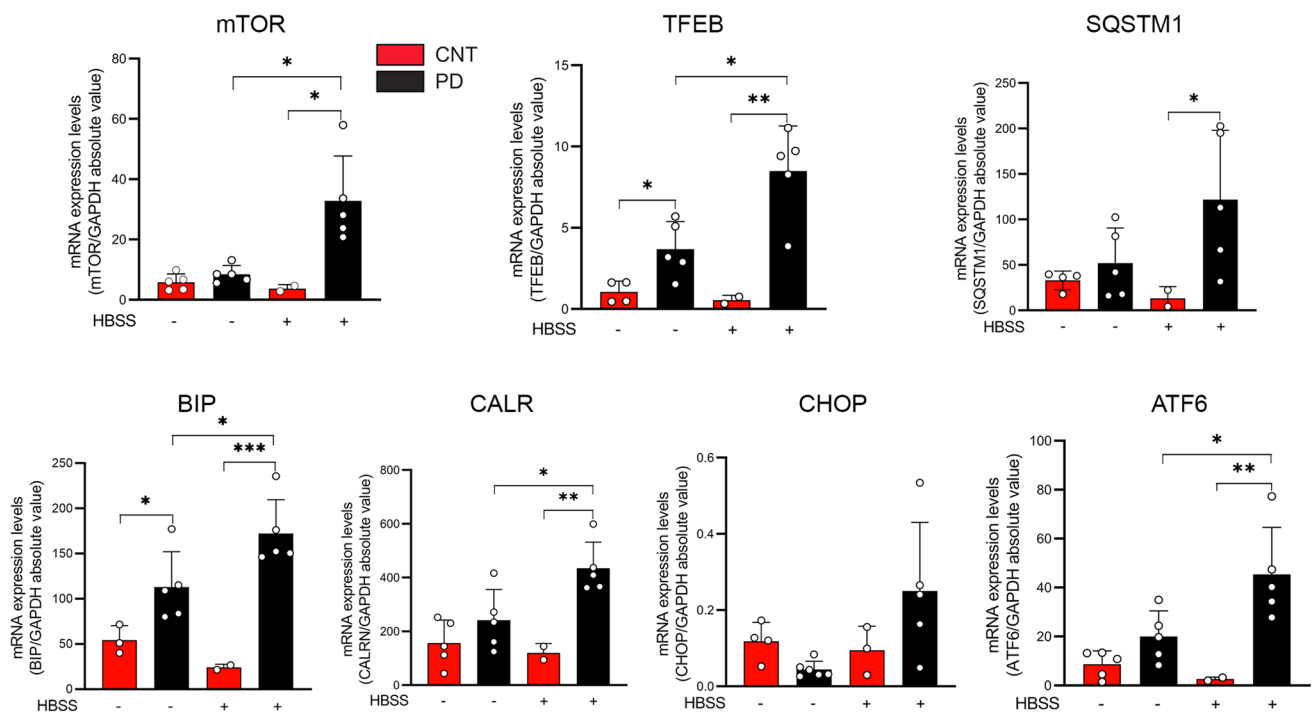 mTOR
CNT
PD
mRNA expression levels
(mTOR/GAPDH absolute value)
80
60
40
20
0
*
*
HBSS - - + +
TFEB
mRNA expression levels
(TFEB/GAPDH absolute value)
15
10
5
0
*
**
*
HBSS - - + +
SQSTM1
mRNA expression levels
(SQSTM1/GAPDH absolute value)
250
200
150
100
50
0
*
HBSS - - + +
BIP
mRNA expression levels
(BIP/GAPDH absolute value)
250
200
150
100
50
0
*
***
*
HBSS - - + +
CALR
mRNA expression levels
(CALRN/GAPDH absolute value)
800
600
400
200
0
*
**
HBSS - - + +
CHOP
mRNA expression levels
(CHOP/GAPDH absolute value)
0.6
0.4
0.2
0.0
HBSS - - + +
ATF6
mRNA expression levels
(ATF6/GAPDH absolute value)
100
80
60
40
20
0
*
**
HBSS - - + +